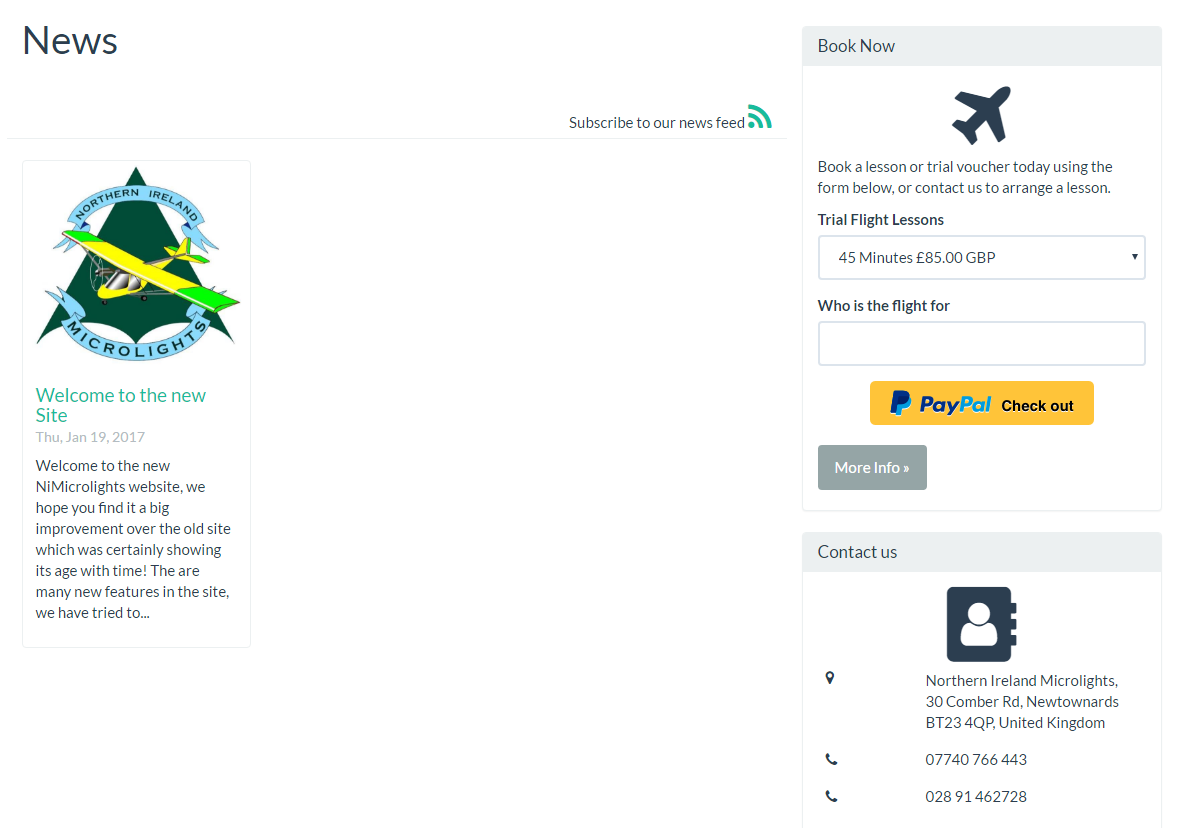 News
Subscribe to our news feed
NORTHERN IRELAND
MICROLIGHTS
Welcome to the new
Site
Thu, Jan 19, 2017
Welcome to the new
NiMicrolights website, we
hope you find it a big
improvement over the old site
which was certainly showing
its age with time! The are
many new features in the site,
we have tried to...
Book Now
Book a lesson or trial voucher today using the
form below, or contact us to arrange a lesson.
Trial Flight Lessons
45 Minutes £85.00 GBP
Who is the flight for
PayPal Check out
More Info »
Contact us
Northern Ireland Microlights,
30 Comber Rd, Newtownards
BT23 4QP, United Kingdom
07740 766 443
028 91 462728